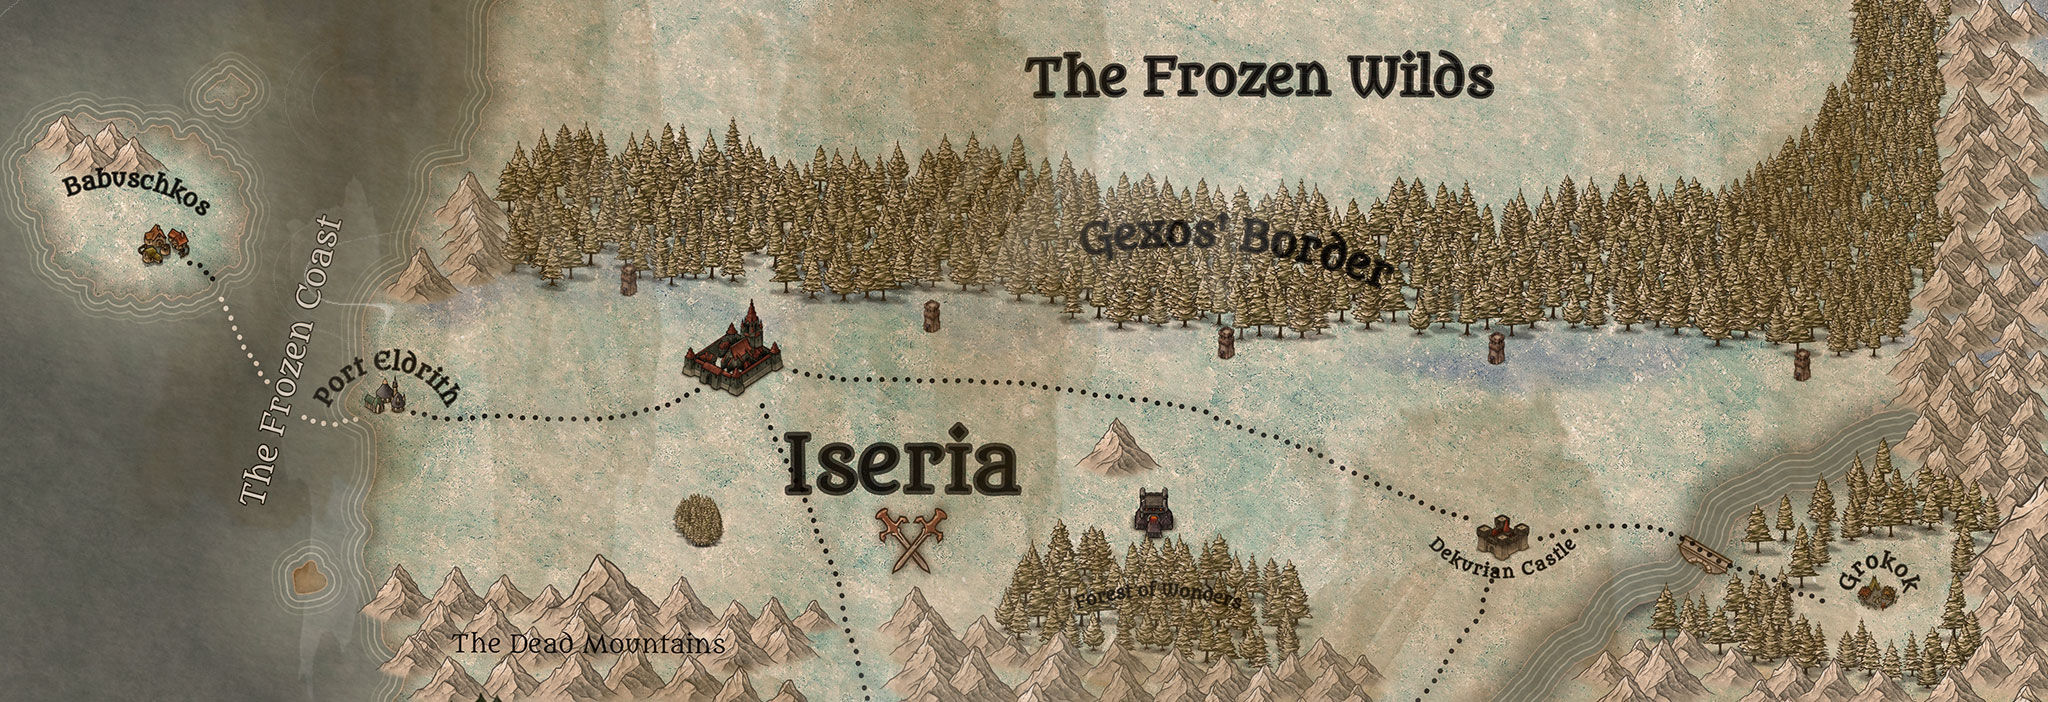 The Frozen Wilds
Babuschkos
Gexos' Border
The Frozen Coast
Port Eldrith
Iseria
Dekurian Castle
Grokok
Forest of Wonders
The Dead Mountains